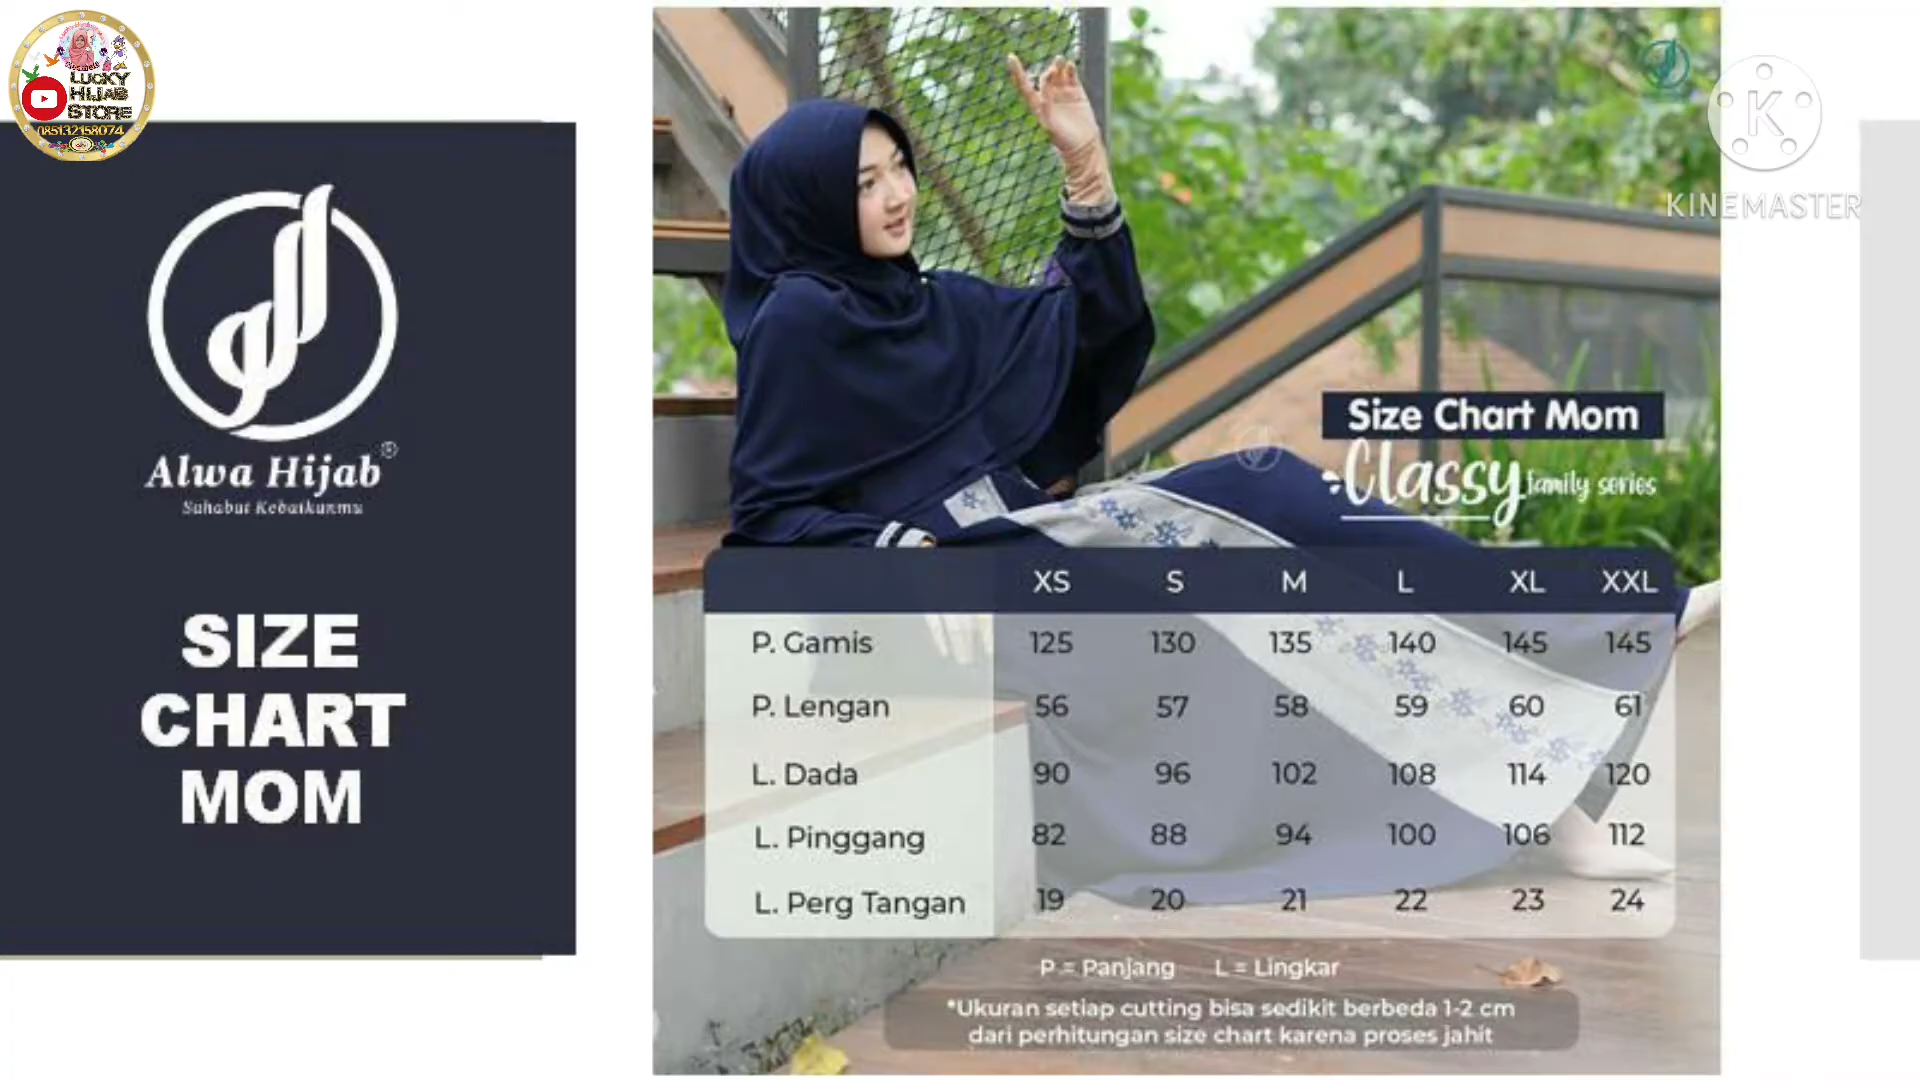 LUCKY
HIJAB
STORE
085132158074
Alwa Hijab®
Sahabat Kebaikanmu
SIZE
CHART
MOM
K
KINEMASTER
Size Chart Mom
Classy family series
XS S M L XL XXL
P. Gamis 125 130 135 140 145 145
P. Lengan 56 57 58 59 60 61
L. Dada 90 96 102 108 114 120
L. Pinggang 82 88 94 100 106 112
L. Perg Tangan 19 20 21 22 23 24
P = Panjang L = Lingkar
*Ukuran setiap cutting bisa sedikit berbeda 1-2 cm
dari perhitungan size chart karena proses jahit